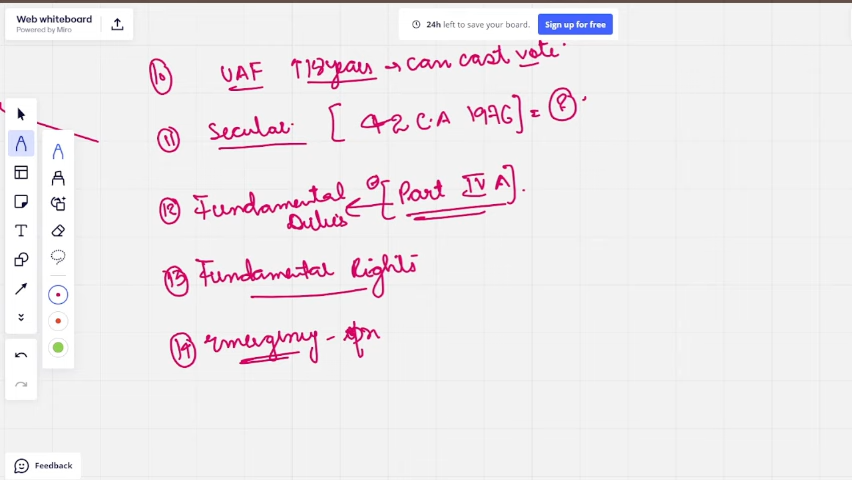 Web whiteboard
Powered by Miro
24h left to save your board.
Sign up for free
10 UAF ↑18years → can cast vote.
11 Secular. [ 42 C.A 1976] = 
12 Fundamental Duties ← [Part IV A].
13 Fundamental Rights
14 Emergency -
Feedback